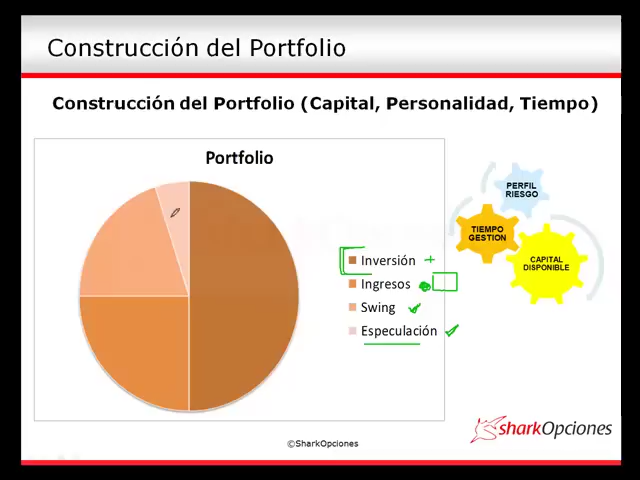 Construcción del Portfolio
Construcción del Portfolio (Capital, Personalidad, Tiempo)
Portfolio
Inversión
Ingresos
Swing
Especulación
PERFIL
RIESGO
TIEMPO
GESTION
CAPITAL
DISPONIBLE
sharkOpciones
©SharkOpciones